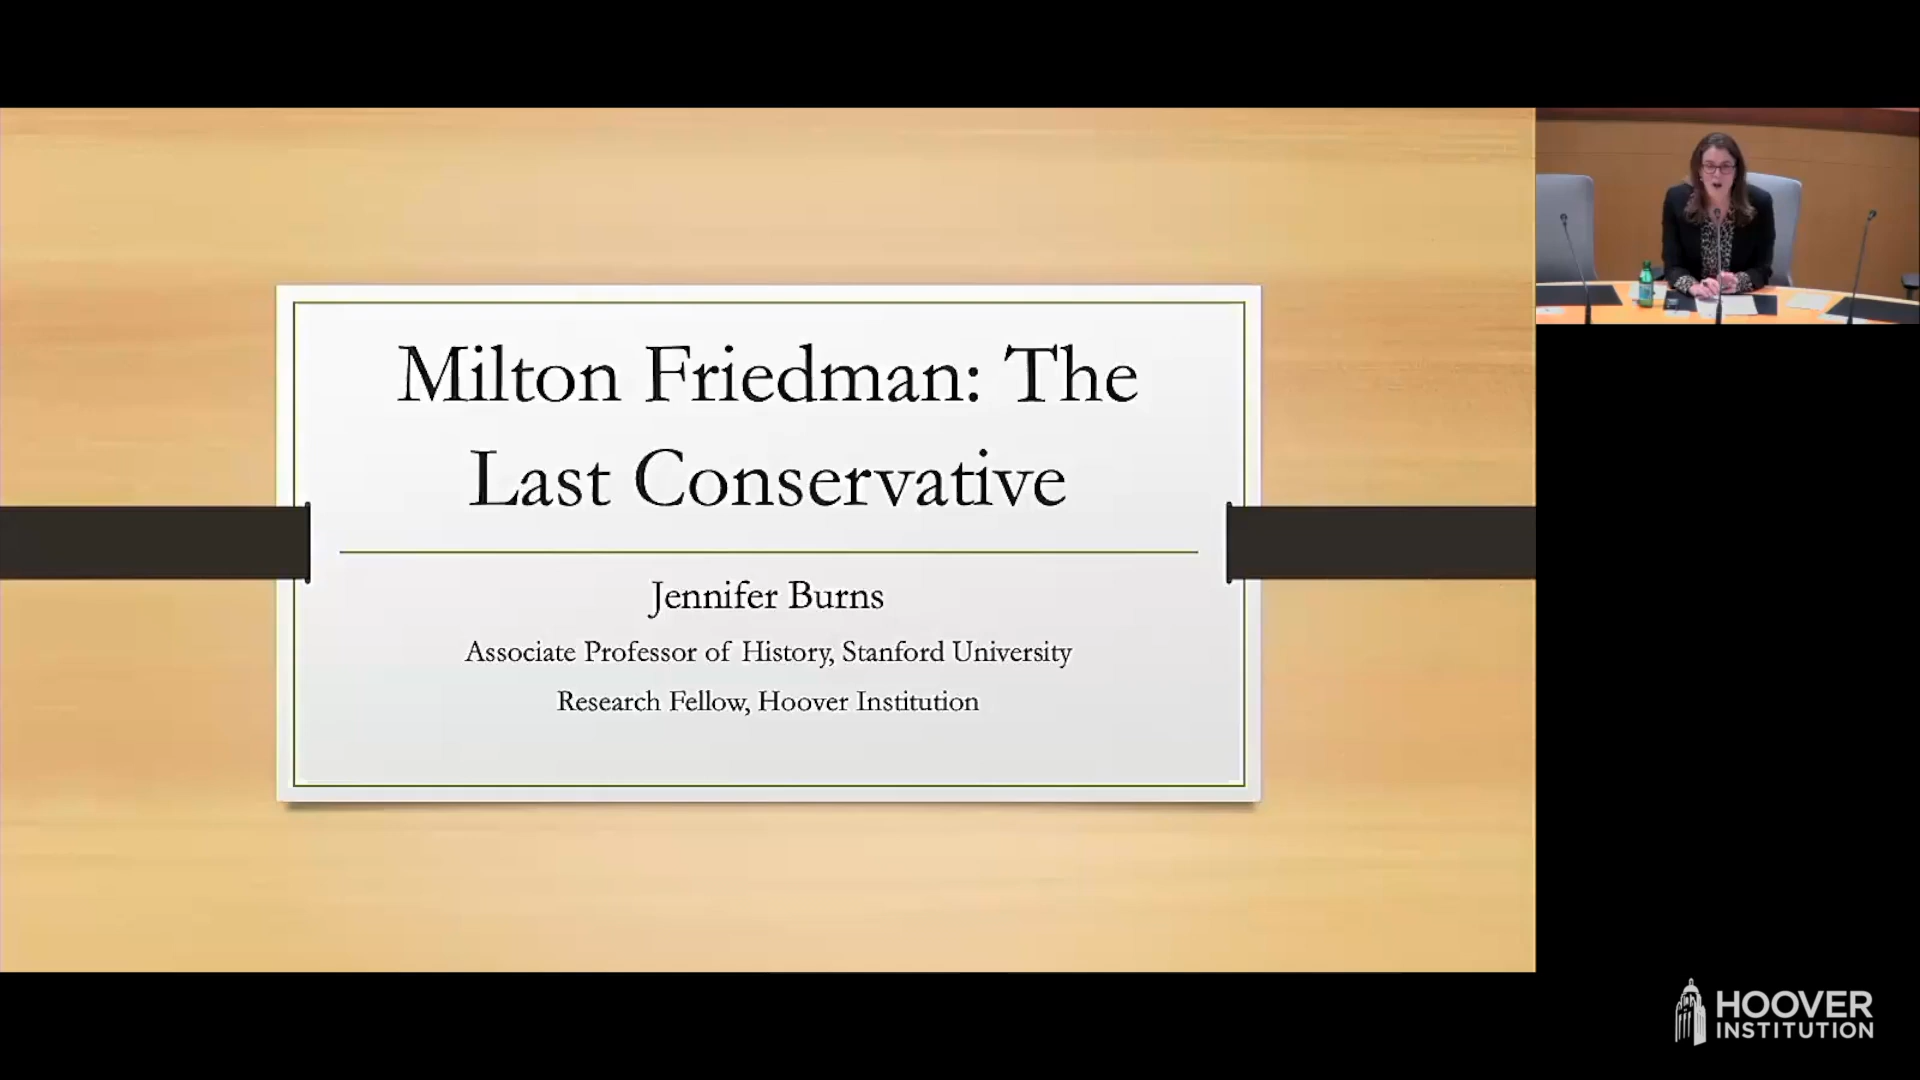 Milton Friedman: The
Last Conservative
Jennifer Burns
Associate Professor of History, Stanford University
Research Fellow, Hoover Institution
HOOVER
INSTITUTION